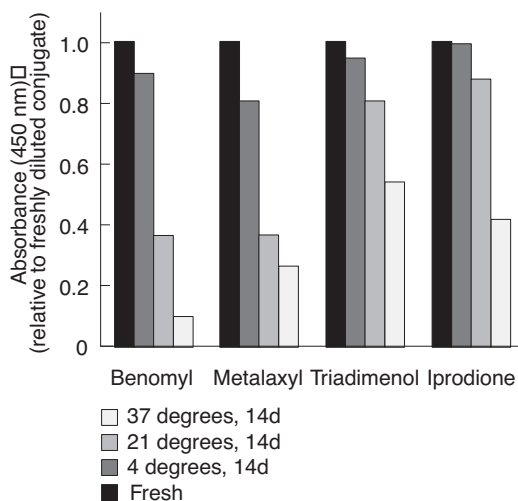 Absorbance (450 nm)□
(relative to freshly diluted conjugate)
1.0
0.8
0.6
0.4
0.2
0
Benomyl Metalaxyl Triadimenol Iprodione
37 degrees, 14d
21 degrees, 14d
4 degrees, 14d
Fresh